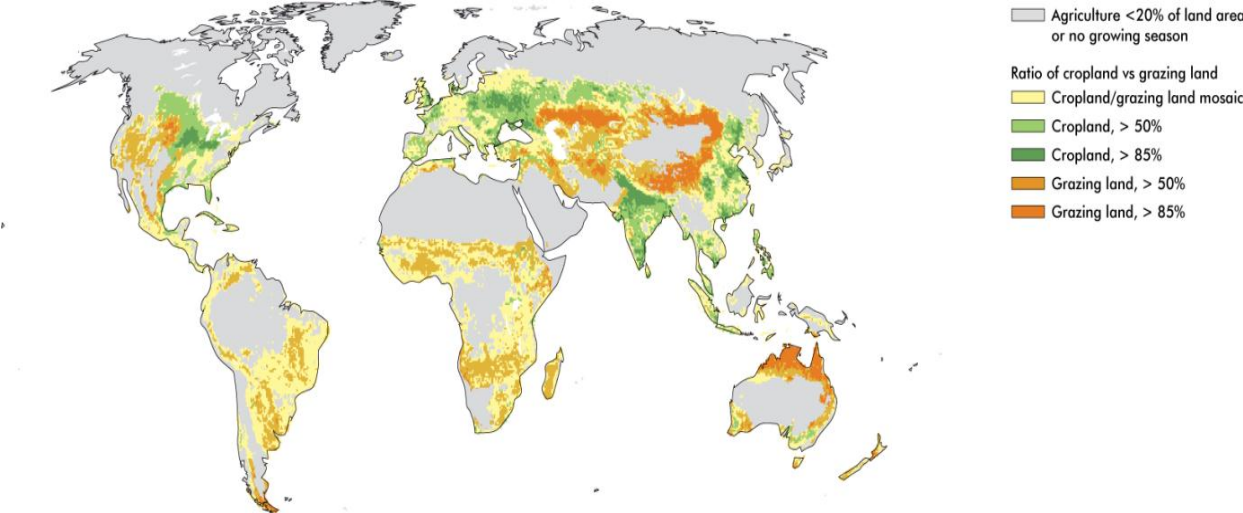 Agriculture <20% of land area
or no growing season
Ratio of cropland vs grazing land
Cropland/grazing land mosaic
Cropland, > 50%
Cropland, > 85%
Grazing land, > 50%
Grazing land, > 85%